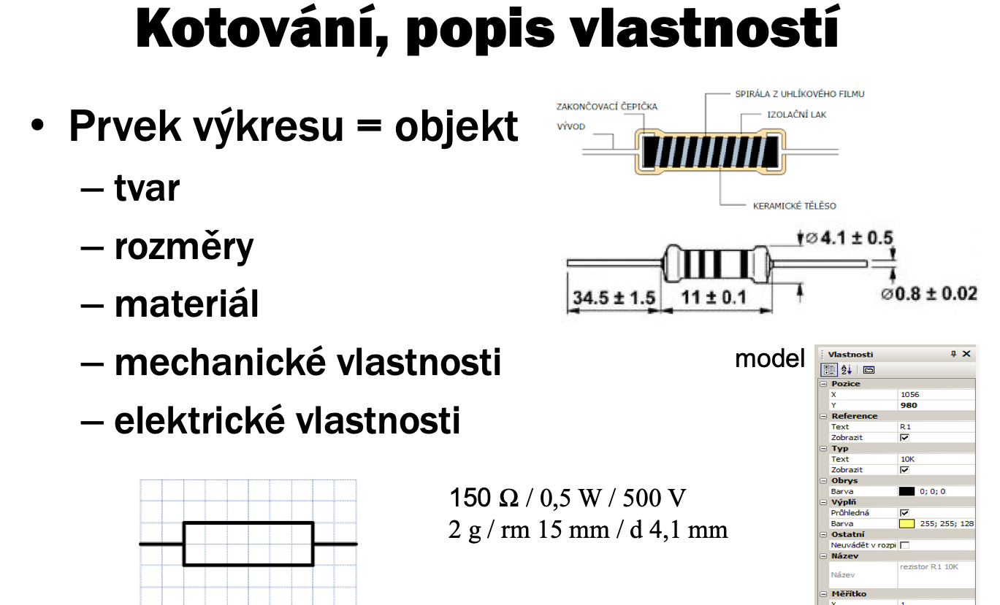 Kotování, popis vlastností
• Prvek výkresu = objekt
– tvar
– rozměry
– materiál
– mechanické vlastnosti
– elektrické vlastnosti
SPIRÁLA Z UHLÍKOVÉHO FILMU
ZAKONČOVACÍ ČEPIČKA
IZOLAČNÍ LAK
VÝVOD
KERAMICKÉ TĚLĚSO
⌀4.1 ± 0.5
34.5 ± 1.5
11 ± 0.1
⌀0.8 ± 0.02
model
Vlastnosti
Pozice
X 1056
Y 980
Reference
Text R1
Zobrazit
Typ
Text 10K
Zobrazit
Obrys
Barva 0; 0; 0
Výplň
Průhledná
Barva 255; 255; 128
Ostatní
Neuvádět v rozpi
Název
rezistor R1 10K
Název
Měřítko
X 1
150 Ω / 0,5 W / 500 V
2 g / rm 15 mm / d 4,1 mm